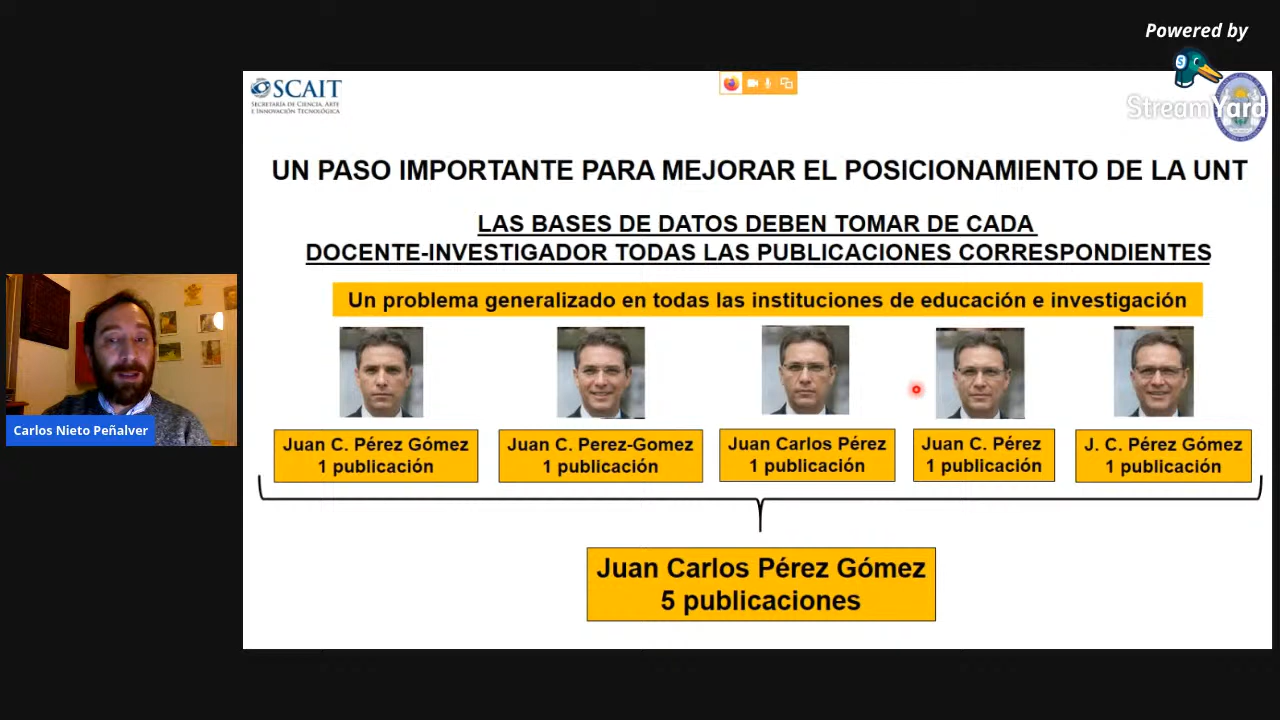 Powered by
StreamYard
SCAIT
SECRETARÍA DE CIENCIA, ARTE
E INNOVACIÓN TECNOLÓGICA
UN PASO IMPORTANTE PARA MEJORAR EL POSICIONAMIENTO DE LA UNT
LAS BASES DE DATOS DEBEN TOMAR DE CADA
DOCENTE-INVESTIGADOR TODAS LAS PUBLICACIONES CORRESPONDIENTES
Un problema generalizado en todas las instituciones de educación e investigación
Juan C. Pérez Gómez
1 publicación
Juan C. Perez-Gomez
1 publicación
Juan Carlos Pérez
1 publicación
Juan C. Pérez
1 publicación
J. C. Pérez Gómez
1 publicación
Juan Carlos Pérez Gómez
5 publicaciones
Carlos Nieto Peñalver